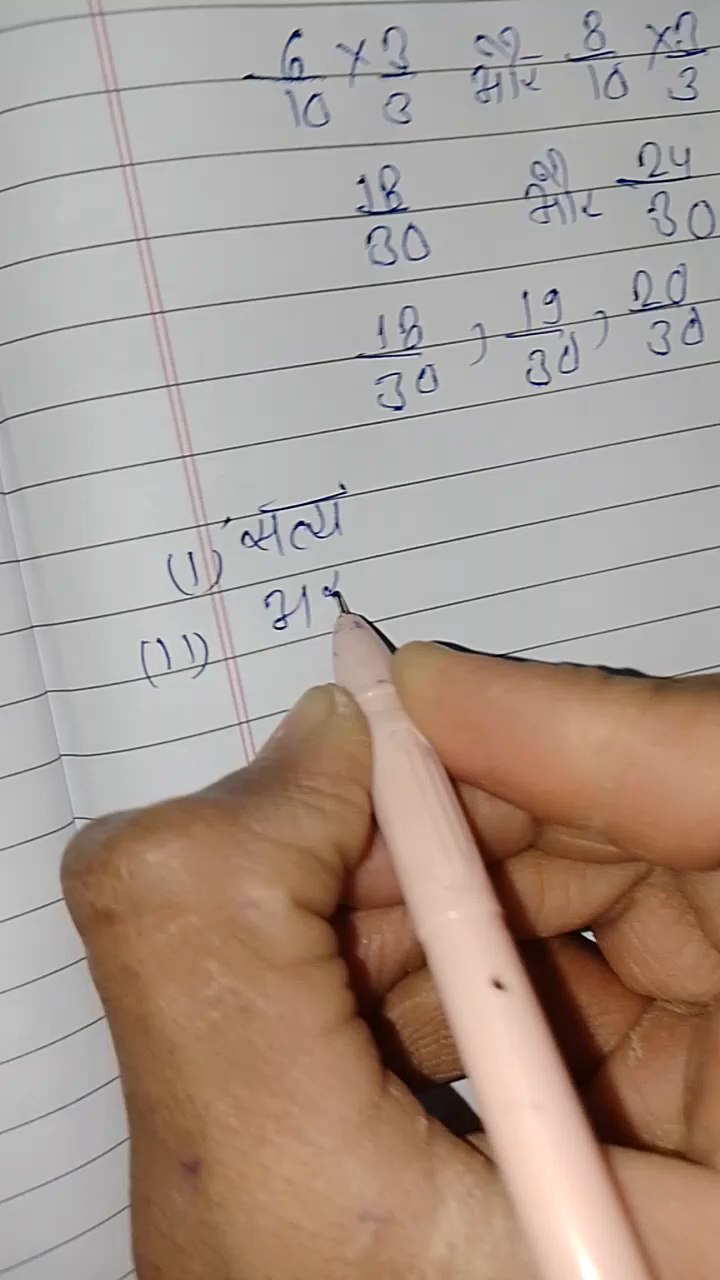 6/10 × 3/3 और 8/10 × 3/3
18/30 और 24/30
18/30, 19/30, 20/30
(I) सत्य
(II) अ